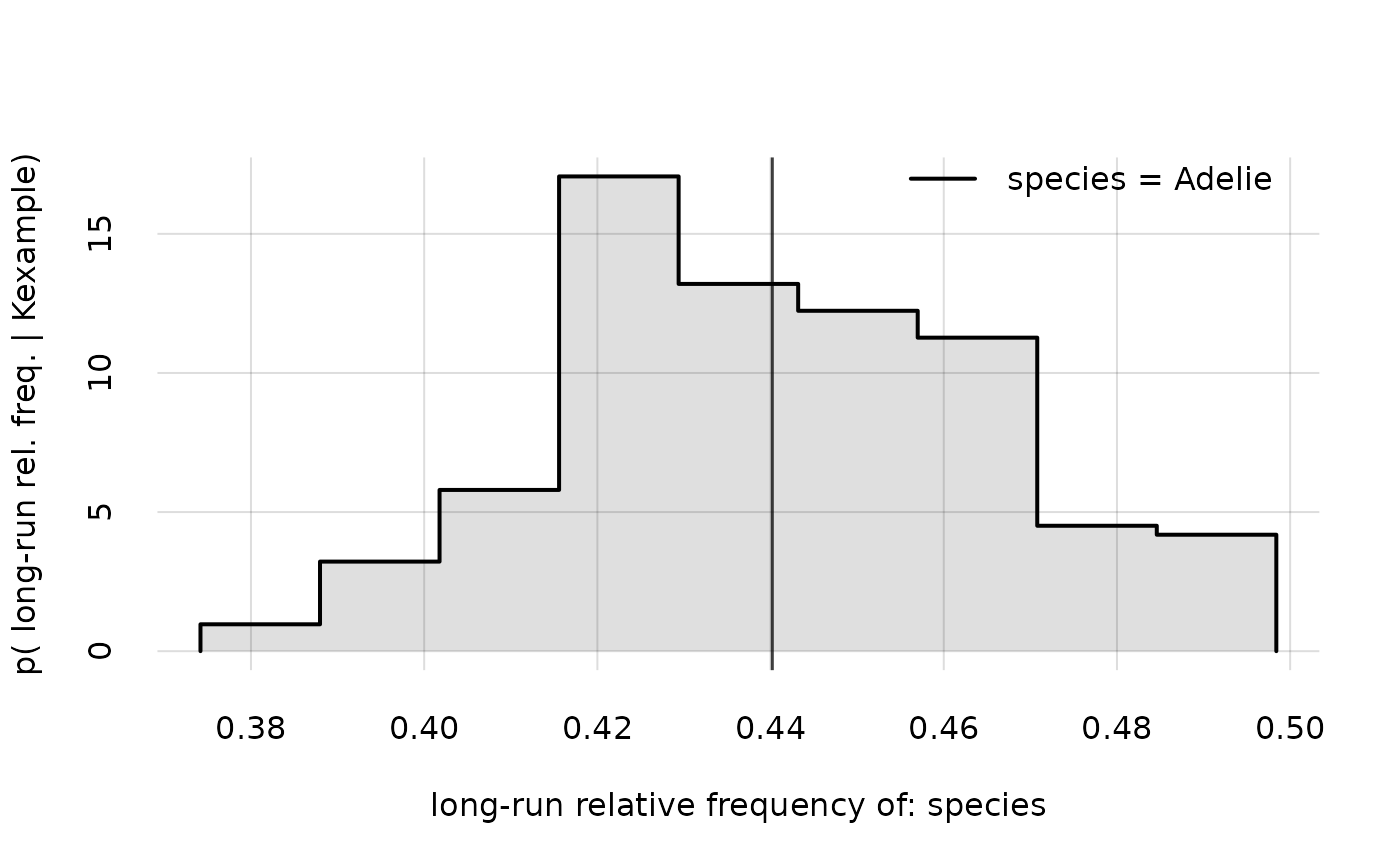 species = Adelie
p( long-run rel. freq. | Kexample)
15
10
5
0
0.38 0.40 0.42 0.44 0.46 0.48 0.50
long-run relative frequency of: species